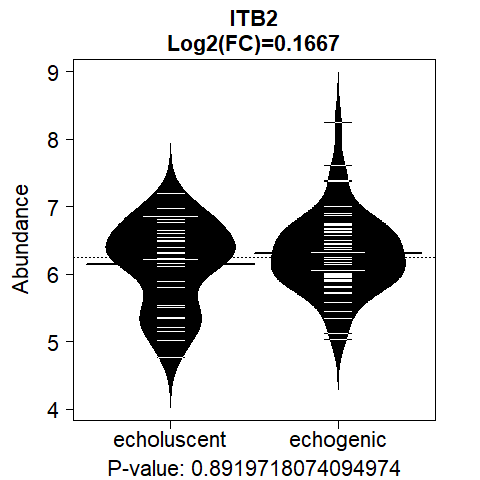 ITB2
Log2(FC)=0.1667
Abundance
9
8
7
6
5
4
echoluscent echogenic
P-value: 0.8919718074094974